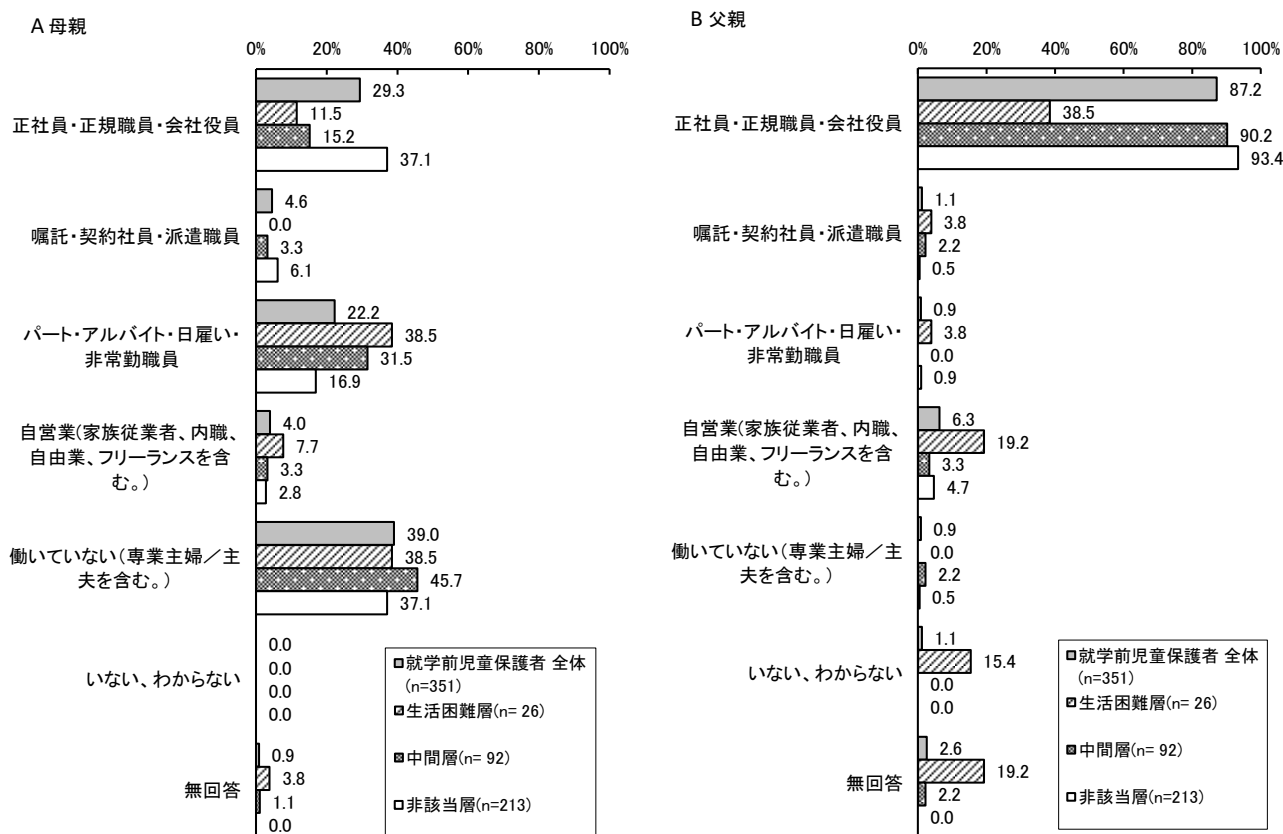 A 母親
0%
20%
40%
60%
80%
100%
正社員・正規職員・会社役員
29.3
11.5
15.2
37.1
嘱託・契約社員・派遣職員
4.6
0.0
3.3
6.1
パート・アルバイト・日雇い・
非常勤職員
22.2
38.5
31.5
16.9
自営業(家族従業者、内職、
自由業、フリーランスを含
む。)
4.0
7.7
3.3
2.8
働いていない(専業主婦／主
夫を含む。)
39.0
38.5
45.7
37.1
いない、わからない
0.0
0.0
0.0
0.0
無回答
0.9
3.8
1.1
0.0
就学前児童保護者 全体
(n=351)
生活困難層(n= 26)
中間層(n= 92)
非該当層(n=213)
B 父親
0%
20%
40%
60%
80%
100%
正社員・正規職員・会社役員
87.2
38.5
90.2
93.4
嘱託・契約社員・派遣職員
1.1
3.8
2.2
0.5
パート・アルバイト・日雇い・
非常勤職員
0.9
3.8
0.0
0.9
自営業(家族従業者、内職、
自由業、フリーランスを含
む。)
6.3
19.2
3.3
4.7
働いていない(専業主婦／主
夫を含む。)
0.9
0.0
2.2
0.5
いない、わからない
1.1
15.4
0.0
0.0
無回答
2.6
19.2
2.2
0.0
就学前児童保護者 全体
(n=351)
生活困難層(n= 26)
中間層(n= 92)
非該当層(n=213)